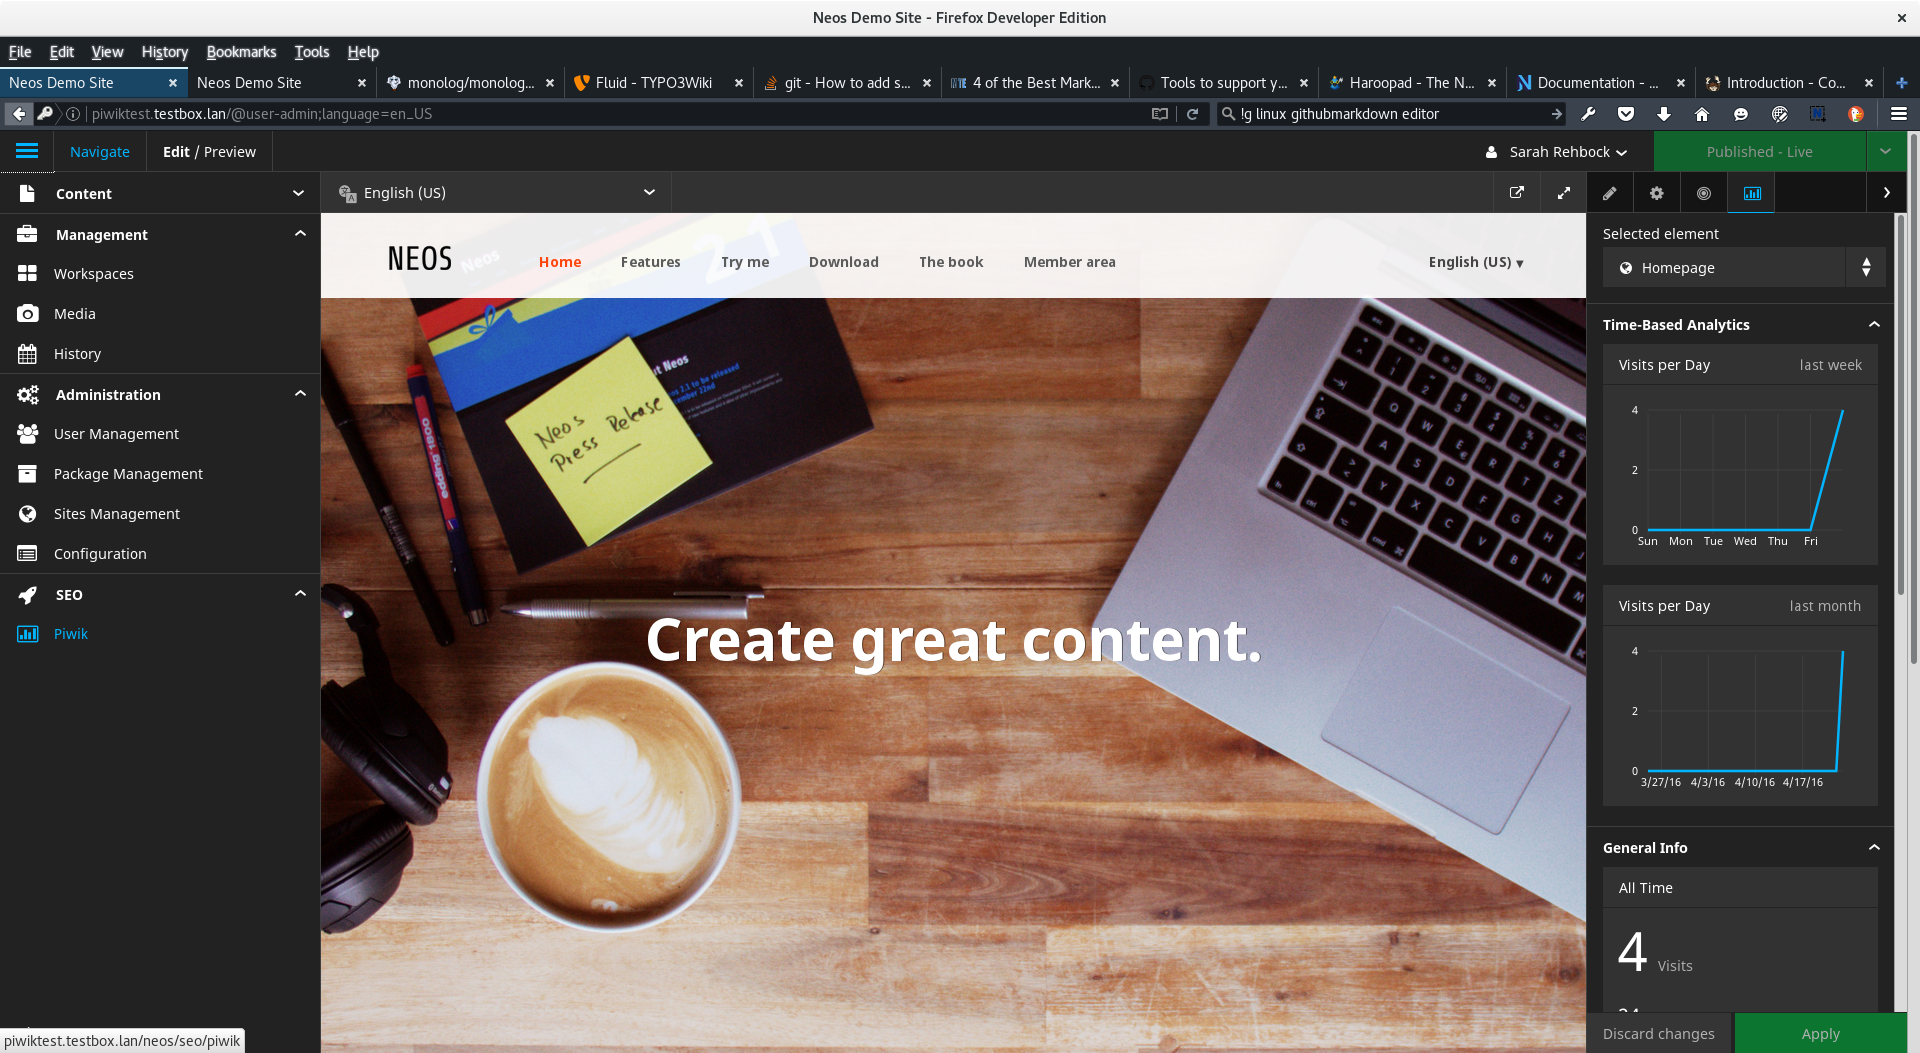 Neos Demo Site - Firefox Developer Edition
File Edit View History Bookmarks Tools Help
Neos Demo Site
Neos Demo Site
monolog/monolog...
Fluid - TYPO3Wiki
git - How to add s...
4 of the Best Mark...
Tools to support y...
Haroopad - The N...
Documentation - ...
Introduction - Co...
piwiktest.testbox.lan/@user-admin;language=en_US
!g linux githubmarkdown editor
Navigate
Edit / Preview
Sarah Rehbock
Published - Live
Content
Management
Workspaces
Media
History
Administration
User Management
Package Management
Sites Management
Configuration
SEO
Piwik
piwiktest.testbox.lan/neos/seo/piwik
English (US)
NEOS
Home
Features
Try me
Download
The book
Member area
English (US)
Neos
Press Release
Create great content.
Selected element
Homepage
Time-Based Analytics
Visits per Day last week
4
2
0
Sun Mon Tue Wed Thu Fri
Visits per Day last month
4
2
0
3/27/16 4/3/16 4/10/16 4/17/16
General Info
All Time
4 Visits
Discard changes
Apply